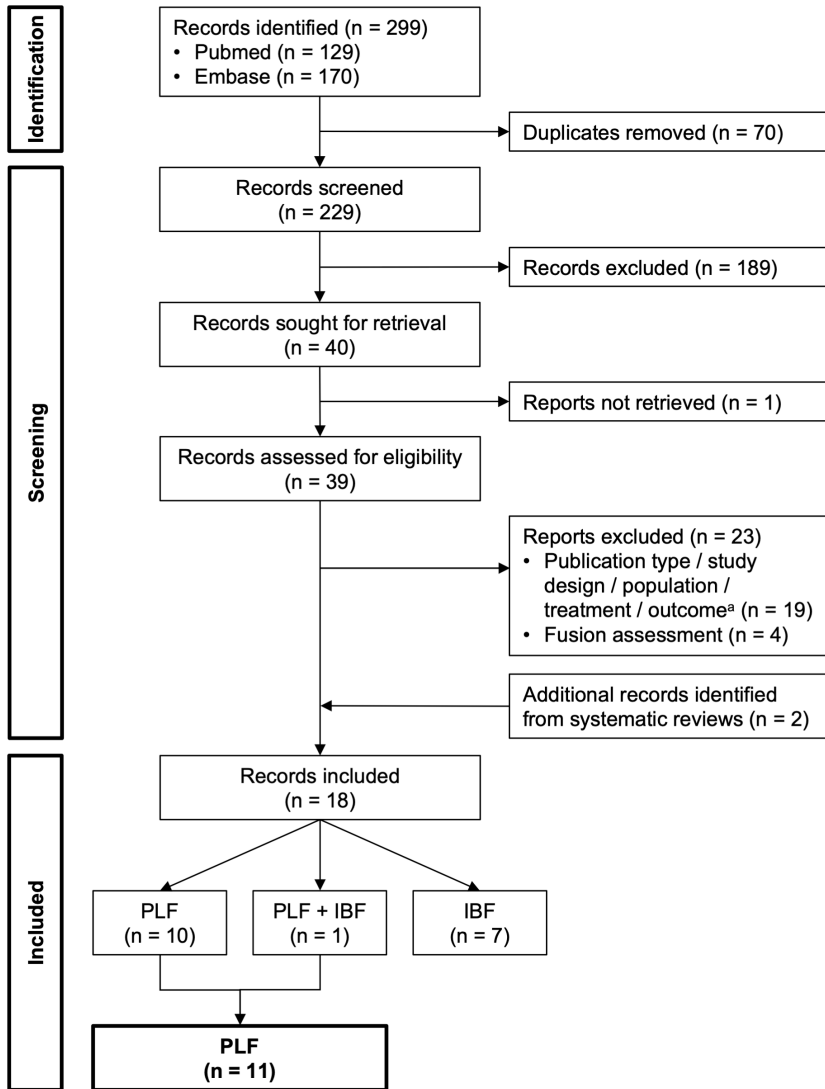 Identification
Records identified (n = 299)
• Pubmed (n = 129)
• Embase (n = 170)
Duplicates removed (n = 70)
Screening
Records screened
(n = 229)
Records excluded (n = 189)
Records sought for retrieval
(n = 40)
Reports not retrieved (n = 1)
Records assessed for eligibility
(n = 39)
Reports excluded (n = 23)
• Publication type / study
design / population /
treatment / outcomeᵃ (n = 19)
• Fusion assessment (n = 4)
Additional records identified
from systematic reviews (n = 2)
Included
Records included
(n = 18)
PLF
(n = 10)
PLF + IBF
(n = 1)
IBF
(n = 7)
PLF
(n = 11)